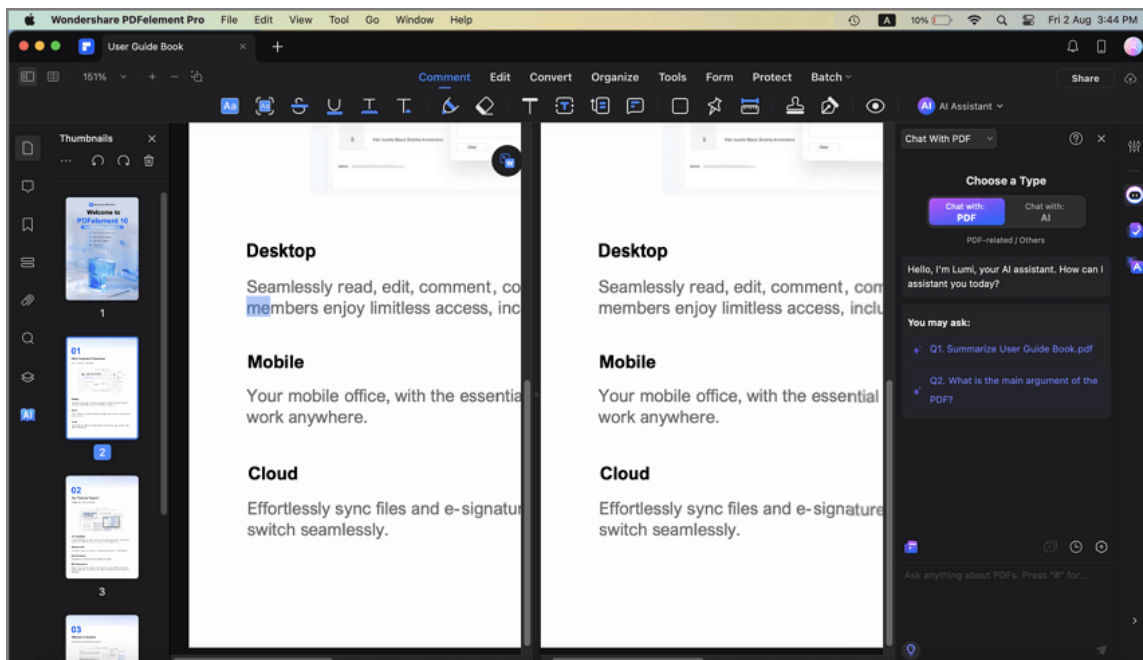 Wondershare PDFelement Pro File Edit View Tool Go Window Help
A 10% Fri 2 Aug 3:44 PM
User Guide Book
151%
Comment Edit Convert Organize Tools Form Protect Batch
Share
AI AI Assistant
Thumbnails
Welcome to
PDFelement 10
1
01
2
02
3
03
Desktop
Seamlessly read, edit, comment, co
members enjoy limitless access, inc
Mobile
Your mobile office, with the essentia
work anywhere.
Cloud
Effortlessly sync files and e-signatur
switch seamlessly.
Desktop
Seamlessly read, edit, comment, com
members enjoy limitless access, inclu
Mobile
Your mobile office, with the essential
work anywhere.
Cloud
Effortlessly sync files and e-signature
switch seamlessly.
Chat With PDF
Choose a Type
Chat with:
PDF
Chat with:
AI
PDF-related / Others
Hello, I'm Lumi, your AI assistant. How can I
assistant you today?
You may ask:
Q1. Summarize User Guide Book.pdf
Q2. What is the main argument of the
PDF?
Ask anything about PDFs. Press "#" for...